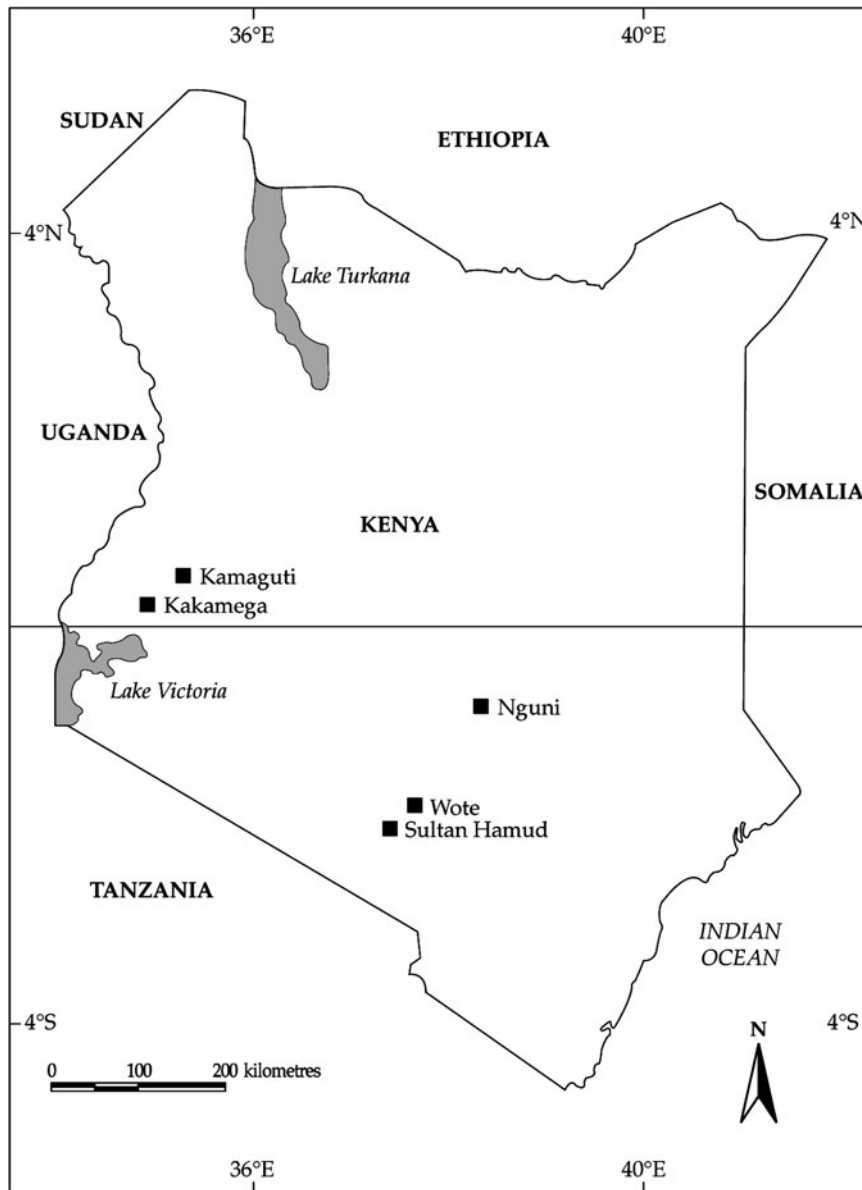 36°E
40°E
SUDAN
ETHIOPIA
4°N
4°N
Lake Turkana
UGANDA
SOMALIA
KENYA
Kamaguti
Kakamega
Lake Victoria
Nguni
Wote
Sultan Hamud
TANZANIA
INDIAN
OCEAN
4°S
4°S
N
0 100 200 kilometres
36°E
40°E